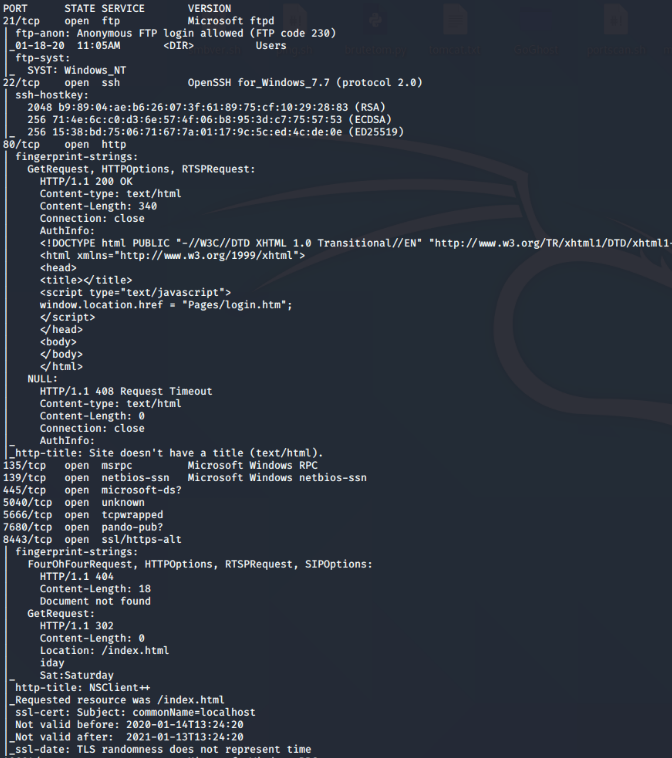 PORT     STATE SERVICE       VERSION
21/tcp   open  ftp           Microsoft ftpd
| ftp-anon: Anonymous FTP login allowed (FTP code 230)
|_01-18-20  11:05AM       <DIR>          Users
| ftp-syst:
|_  SYST: Windows_NT
22/tcp   open  ssh           OpenSSH for_Windows_7.7 (protocol 2.0)
| ssh-hostkey:
|   2048 b9:89:04:ae:b6:26:07:3f:61:89:75:cf:10:29:28:83 (RSA)
|   256 71:4e:6c:c0:d3:6e:57:4f:06:b8:95:3d:c7:75:57:53 (ECDSA)
|_  256 15:38:bd:75:06:71:67:7a:01:17:9c:5c:ed:4c:de:0e (ED25519)
80/tcp   open  http
| fingerprint-strings:
|   GetRequest, HTTPOptions, RTSPRequest:
|     HTTP/1.1 200 OK
|     Content-type: text/html
|     Content-Length: 340
|     Connection: close
|     AuthInfo:
|     <!DOCTYPE html PUBLIC "-//W3C//DTD XHTML 1.0 Transitional//EN" "http://www.w3.org/TR/xhtml1/DTD/xhtml1-
|     <html xmlns="http://www.w3.org/1999/xhtml">
|     <head>
|     <title></title>
|     <script type="text/javascript">
|     window.location.href = "Pages/login.htm";
|     </script>
|     </head>
|     <body>
|     </body>
|     </html>
|   NULL:
|     HTTP/1.1 408 Request Timeout
|     Content-type: text/html
|     Content-Length: 0
|     Connection: close
|_    AuthInfo:
|_http-title: Site doesn't have a title (text/html).
135/tcp  open  msrpc         Microsoft Windows RPC
139/tcp  open  netbios-ssn   Microsoft Windows netbios-ssn
445/tcp  open  microsoft-ds?
5040/tcp open  unknown
5666/tcp open  tcpwrapped
7680/tcp open  pando-pub?
8443/tcp open  ssl/https-alt
| fingerprint-strings:
|   FourOhFourRequest, HTTPOptions, RTSPRequest, SIPOptions:
|     HTTP/1.1 404
|     Content-Length: 18
|     Document not found
|   GetRequest:
|     HTTP/1.1 302
|     Content-Length: 0
|     Location: /index.html
|     iday
|_    Sat:Saturday
| http-title: NSClient++
|_Requested resource was /index.html
| ssl-cert: Subject: commonName=localhost
| Not valid before: 2020-01-14T13:24:20
|_Not valid after:  2021-01-13T13:24:20
|_ssl-date: TLS randomness does not represent time